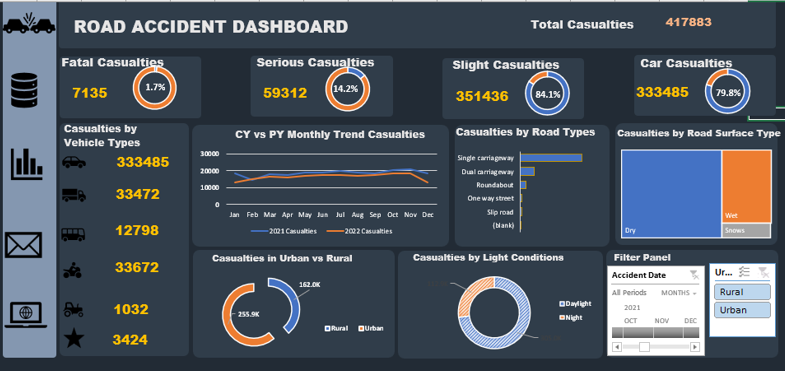 ROAD ACCIDENT DASHBOARD
Total Casualties
417883
Fatal Casualties
7135
1.7%
Serious Casualties
59312
14.2%
Slight Casualties
351436
84.1%
Car Casualties
333485
79.8%
Casualties by
Vehicle Types
333485
33472
12798
33672
1032
3424
CY vs PY Monthly Trend Casualties
30000
20000
10000
0
Jan Feb Mar Apr May Jun Jul Aug Sep Oct Nov Dec
2021 Casualties 2022 Casualties
Casualties by Road Types
Single carriageway
Dual carriageway
Roundabout
One way street
Slip road
(blank)
Casualties by Road Surface Type
Dry
Wet
Snows
Casualties in Urban vs Rural
162.0K
255.9K
Rural Urban
Casualties by Light Conditions
Daylight
Night
Filter Panel
Accident Date
All Periods MONTHS
2021
OCT NOV DEC
Ur...
Rural
Urban